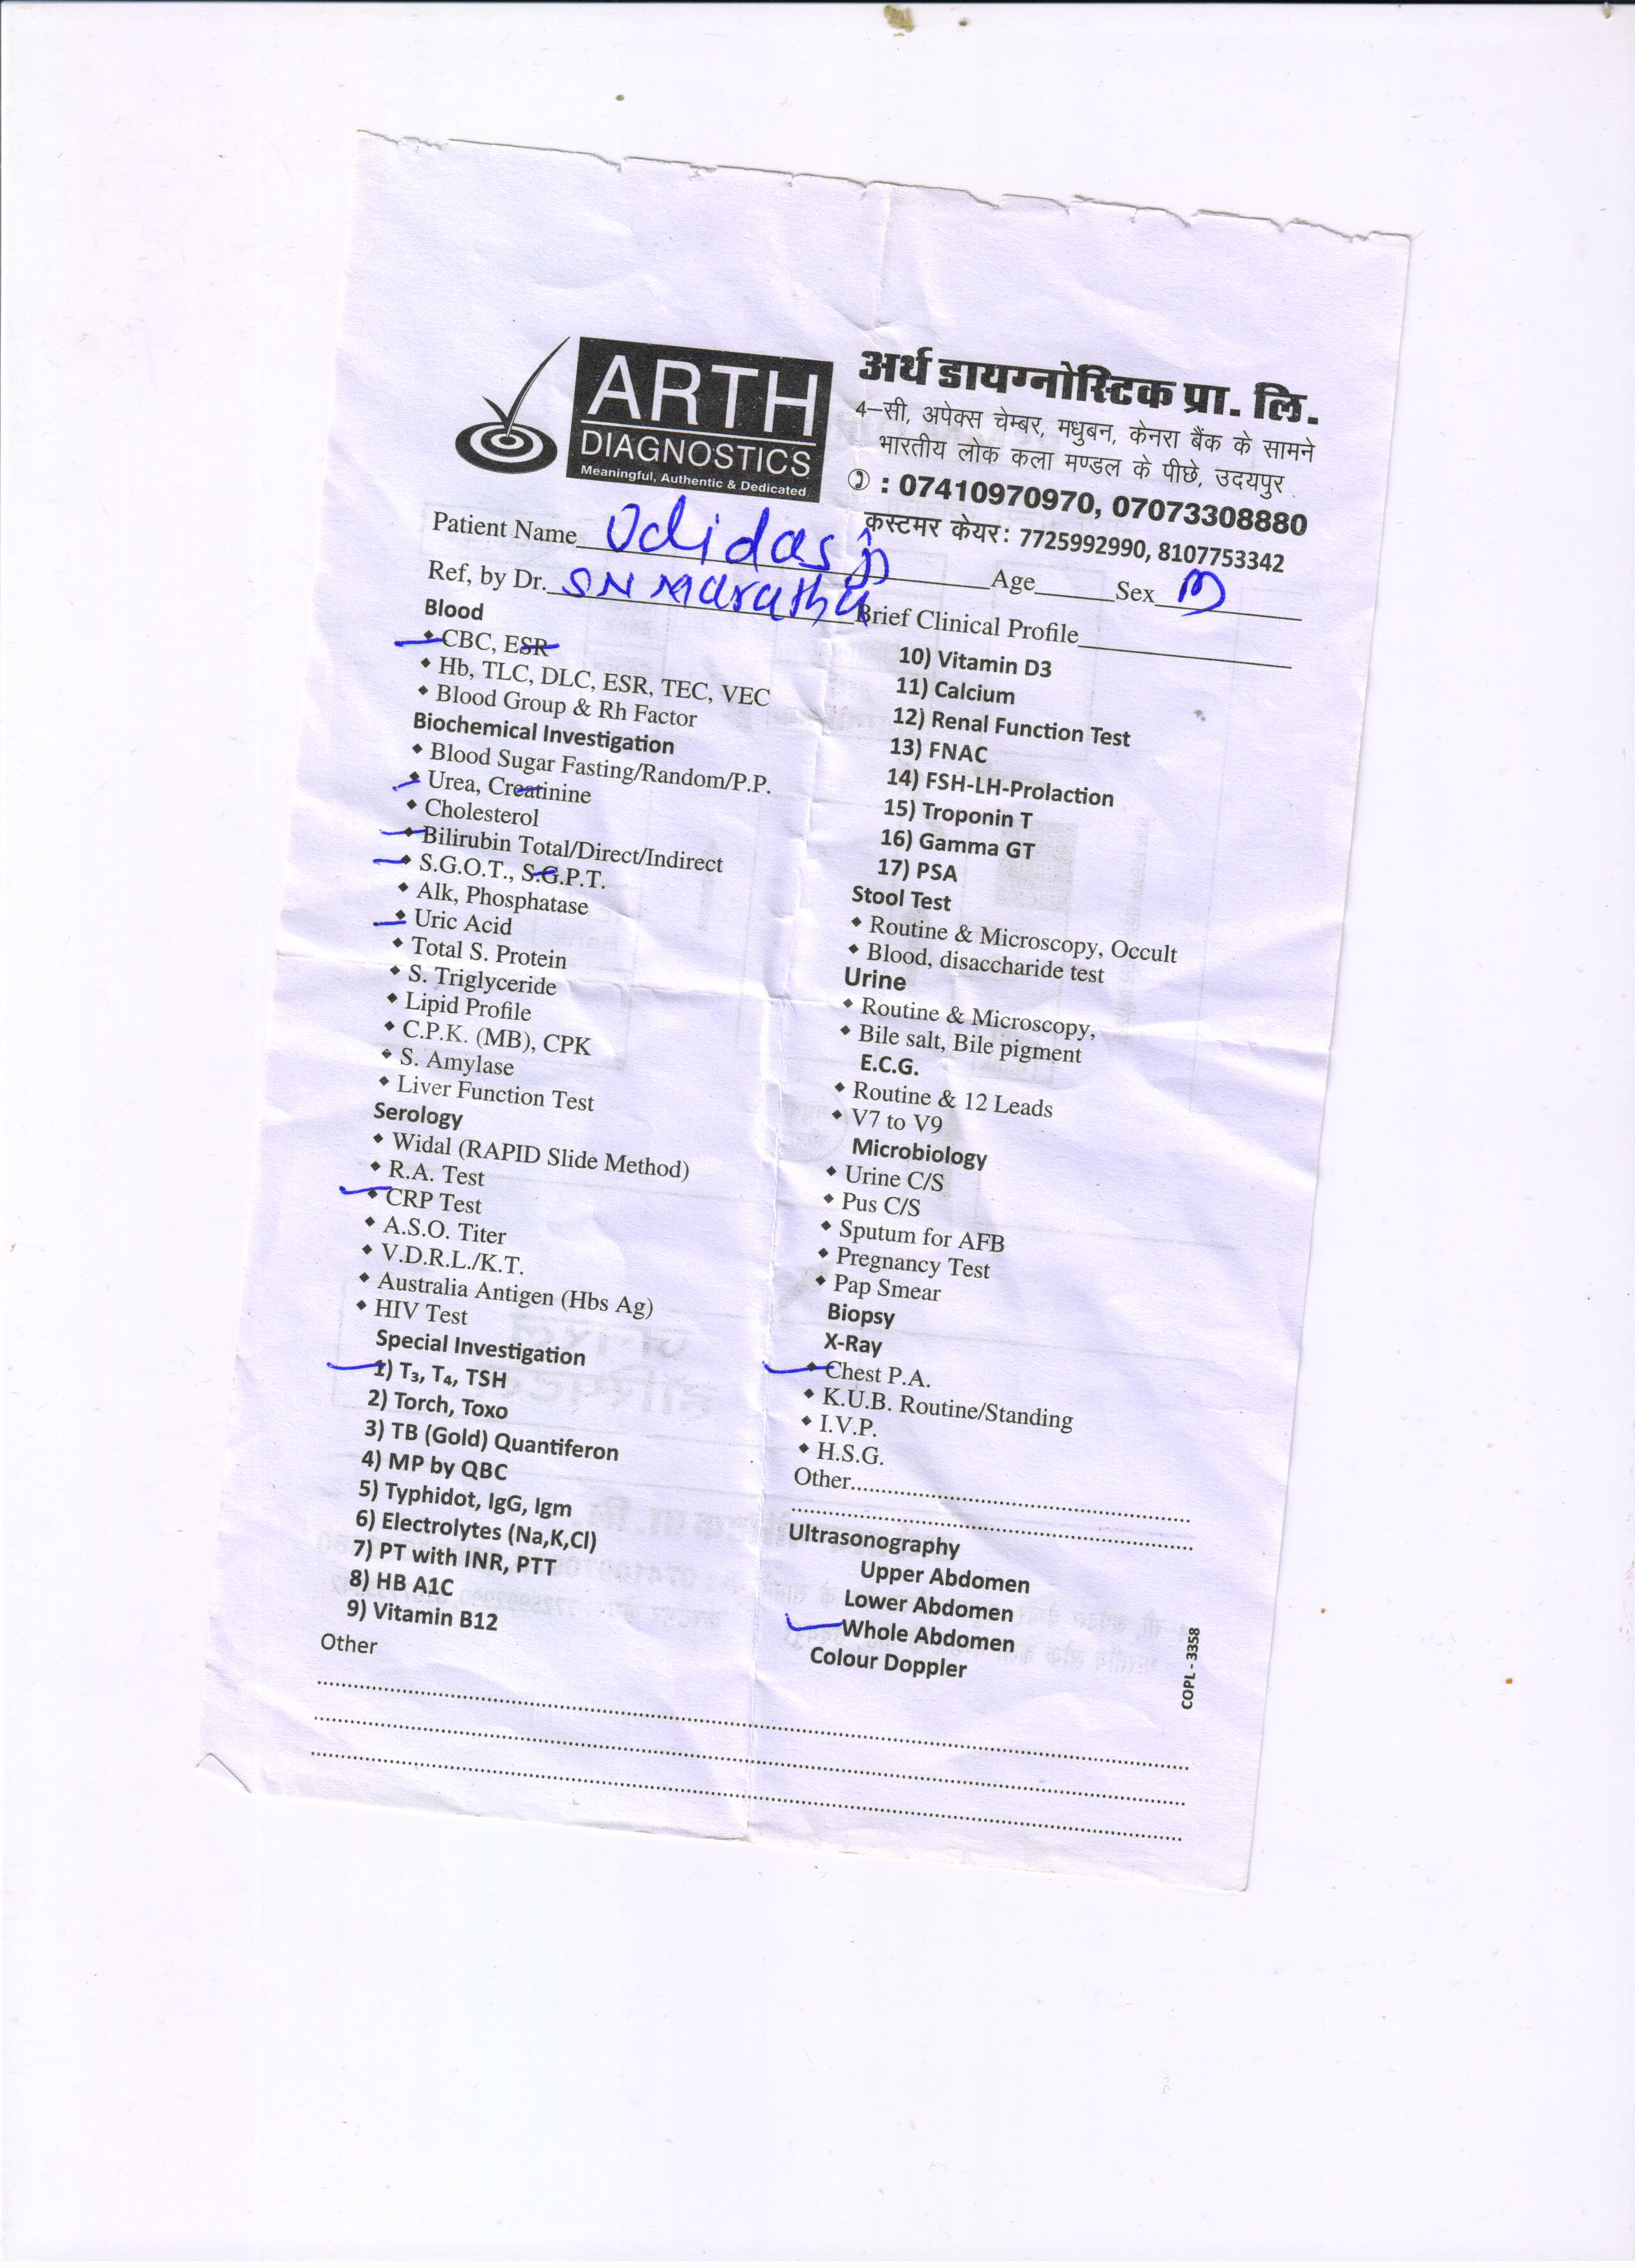 ARTH
DIAGNOSTICS
Meaningful, Authentic & Dedicated
अर्थ डायग्नोस्टिक प्रा. लि.
4–सी, अपेक्स चेम्बर, मधुबन, केनरा बैंक के सामने
भारतीय लोक कला मण्डल के पीछे, उदयपुर
: 07410970970, 07073308880
कस्टमर केयर: 7725992990, 8107753342
Patient Name Udidas Age Sex M
Ref, by Dr. SN Maratha Brief Clinical Profile
Blood
CBC, ESR
Hb, TLC, DLC, ESR, TEC, VEC
Blood Group & Rh Factor
Biochemical Investigation
Blood Sugar Fasting/Random/P.P.
Urea, Creatinine
Cholesterol
Bilirubin Total/Direct/Indirect
S.G.O.T., S.G.P.T.
Alk, Phosphatase
Uric Acid
Total S. Protein
S. Triglyceride
Lipid Profile
C.P.K. (MB), CPK
S. Amylase
Liver Function Test
Serology
Widal (RAPID Slide Method)
R.A. Test
CRP Test
A.S.O. Titer
V.D.R.L./K.T.
Australia Antigen (Hbs Ag)
HIV Test
Special Investigation
1) T₃, T₄, TSH
2) Torch, Toxo
3) TB (Gold) Quantiferon
4) MP by QBC
5) Typhidot, IgG, Igm
6) Electrolytes (Na,K,Cl)
7) PT with INR, PTT
8) HB A1C
9) Vitamin B12
Other
10) Vitamin D3
11) Calcium
12) Renal Function Test
13) FNAC
14) FSH-LH-Prolaction
15) Troponin T
16) Gamma GT
17) PSA
Stool Test
Routine & Microscopy, Occult
Blood, disaccharide test
Urine
Routine & Microscopy,
Bile salt, Bile pigment
E.C.G.
Routine & 12 Leads
V7 to V9
Microbiology
Urine C/S
Pus C/S
Sputum for AFB
Pregnancy Test
Pap Smear
Biopsy
X-Ray
Chest P.A.
K.U.B. Routine/Standing
I.V.P.
H.S.G.
Other
Ultrasonography
Upper Abdomen
Lower Abdomen
Whole Abdomen
Colour Doppler
COPL - 3358